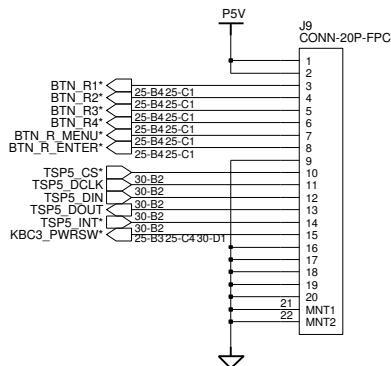 P5V
J9
CONN-20P-FPC
1
2
BTN_R1* 3
25-B4 25-C1
BTN_R2* 4
25-B4 25-C1
BTN_R3* 5
25-B4 25-C1
BTN_R4* 6
25-B4 25-C1
BTN_R_MENU* 7
25-B4 25-C1
BTN_R_ENTER* 8
25-B4 25-C1
9
TSP5_CS* 10
30-B2
TSP5_DCLK 11
30-B2
TSP5_DIN 12
30-B2
TSP5_DOUT 13
30-B2
TSP5_INT* 14
30-B2
KBC3_PWRSW* 15
25-B3 25-C4 30-D1
16
17
18
19
20
21 MNT1
22 MNT2